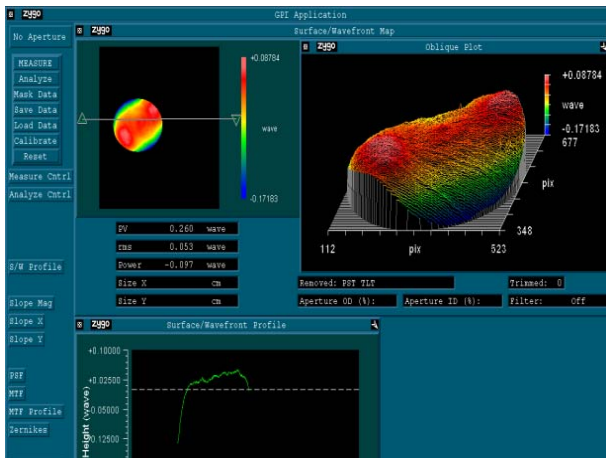 zygo GPI Application
No Aperture
MEASURE
Analyze
Mask Data
Save Data
Load Data
Calibrate
Reset
Measure Cntrl
Analyze Cntrl
S/W Profile
Slope Mag
Slope X
Slope Y
PSF
MTF
MTF Profile
Zernikes
zygo Surface/Wavefront Map
+0.08784
wave
-0.17183
PV 0.260 wave
rms 0.053 wave
Power -0.097 wave
Size X cm
Size Y cm
zygo Oblique Plot
+0.08784
wave
-0.17183
677
pix
348
112 pix 523
Removed: PST TLT Trimmed: 0
Aperture OD (%): Aperture ID (%): Filter: Off
zygo Surface/Wavefront Profile
+0.10000
+0.02500
-0.05000
0.12500
Height (wave)